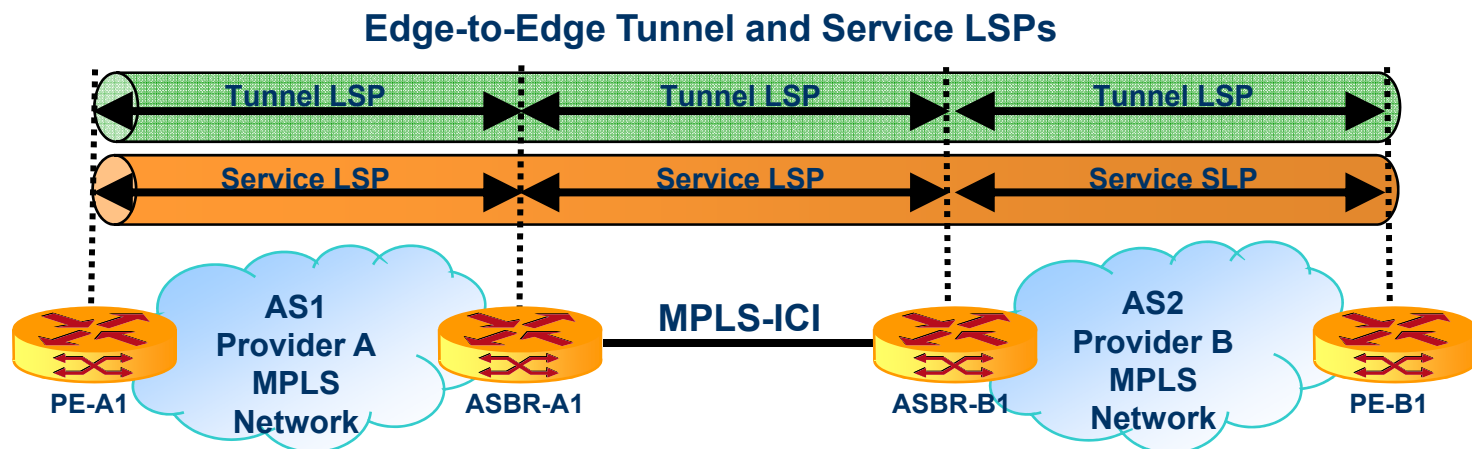 Edge-to-Edge Tunnel and Service LSPs
Tunnel LSP
Tunnel LSP
Tunnel LSP
Service LSP
Service LSP
Service SLP
AS1
Provider A
MPLS
Network
MPLS-ICI
AS2
Provider B
MPLS
Network
PE-A1
ASBR-A1
ASBR-B1
PE-B1